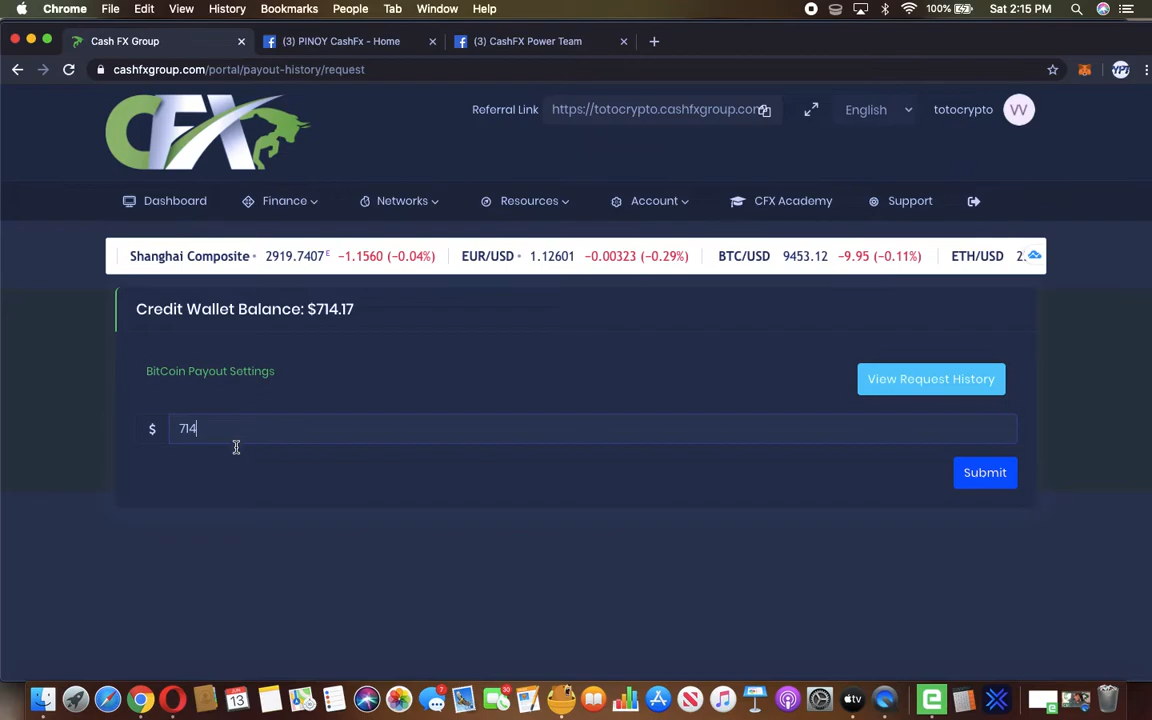 Chrome File Edit View History Bookmarks People Tab Window Help 100% Sat 2:15 PM
Cash FX Group (3) PINOY CashFx - Home (3) CashFX Power Team
cashfxgroup.com/portal/payout-history/request
CFX Referral Link https://totocrypto.cashfxgroup.com English totocrypto VV
Dashboard Finance Networks Resources Account CFX Academy Support
Shanghai Composite 2919.7407 E −1.1560 (−0.04%) EUR/USD 1.12601 −0.00323 (−0.29%) BTC/USD 9453.12 −9.95 (−0.11%) ETH/USD 2.
Credit Wallet Balance: $714.17
BitCoin Payout Settings
View Request History
$ 714
Submit